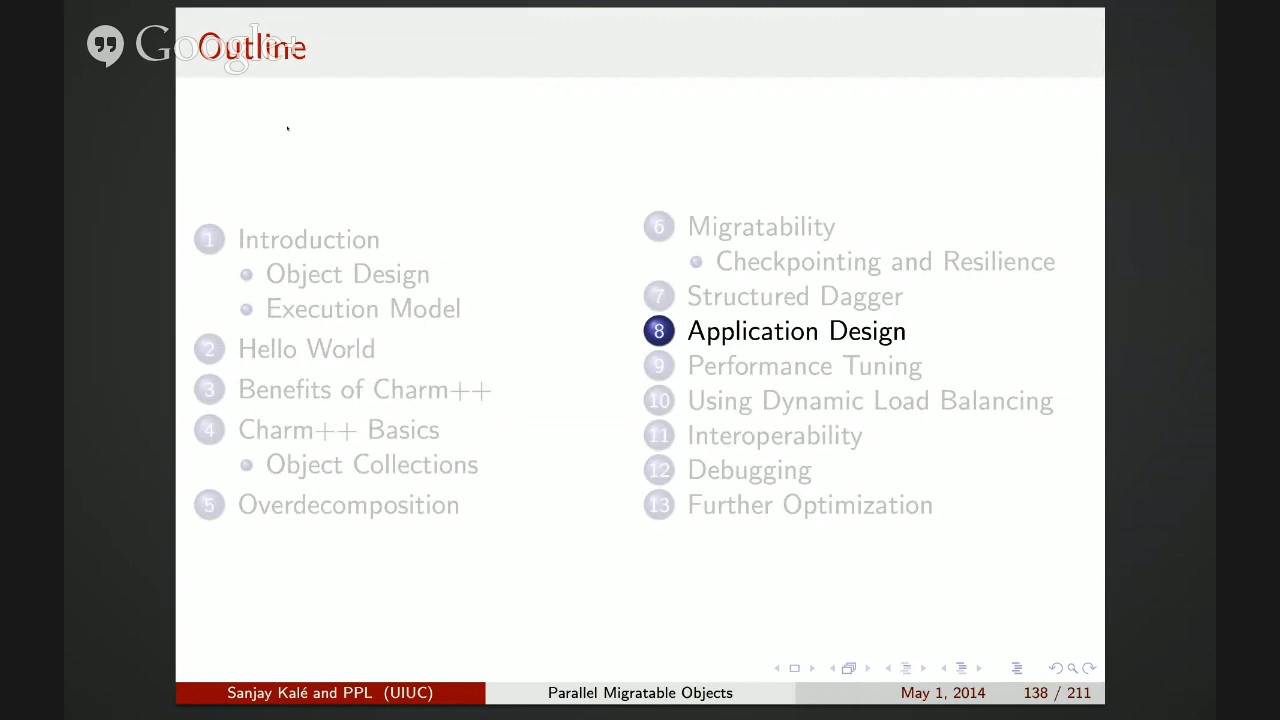 Google+
Outline
1 Introduction
Object Design
Execution Model
2 Hello World
3 Benefits of Charm++
4 Charm++ Basics
Object Collections
5 Overdecomposition
6 Migratability
Checkpointing and Resilience
7 Structured Dagger
8 Application Design
9 Performance Tuning
10 Using Dynamic Load Balancing
11 Interoperability
12 Debugging
13 Further Optimization
Sanjay Kalé and PPL (UIUC) Parallel Migratable Objects May 1, 2014 138 / 211